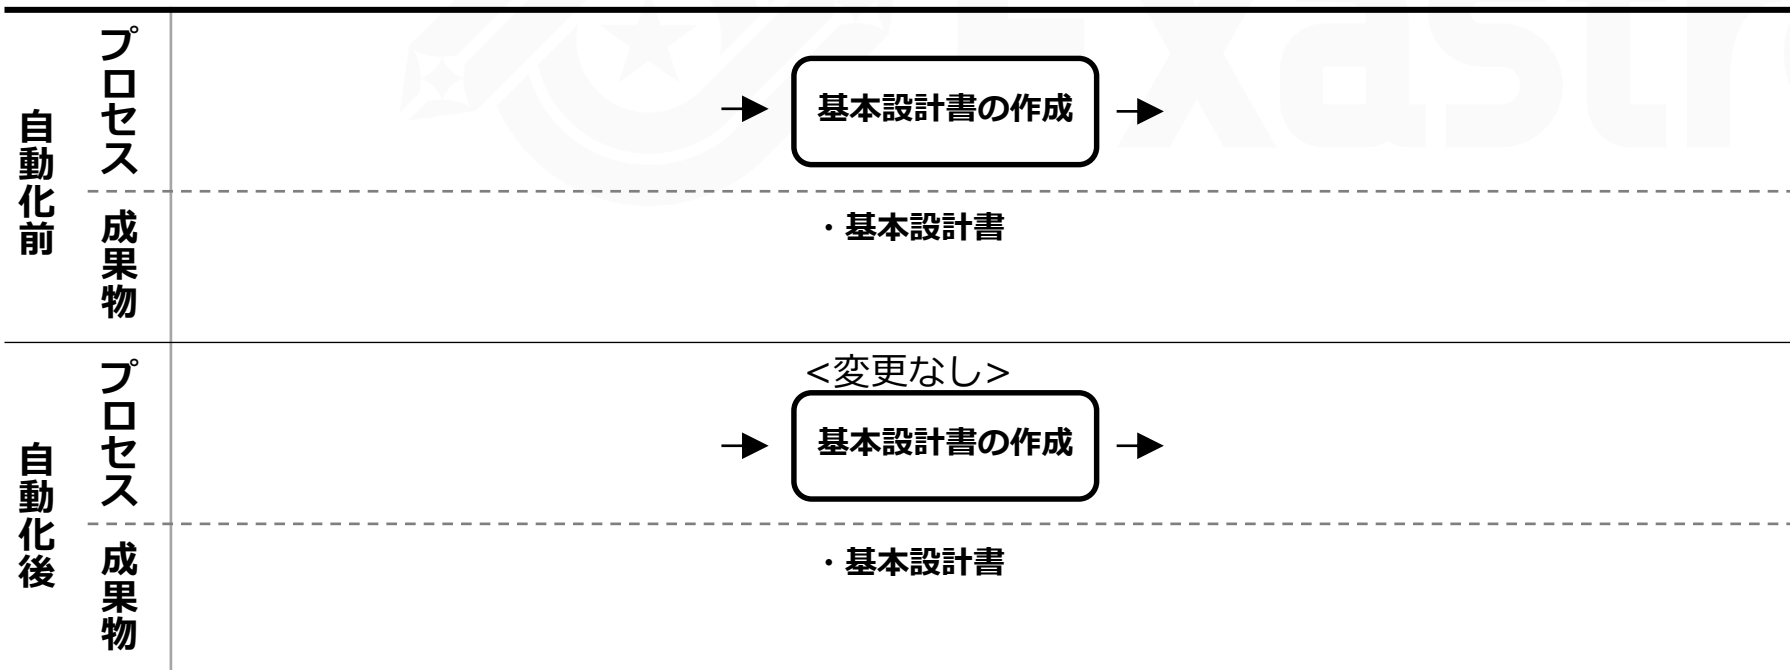 Exastro
自動化前
プロセス
基本設計書の作成
成果物
・基本設計書
自動化後
プロセス
<変更なし>
基本設計書の作成
成果物
・基本設計書